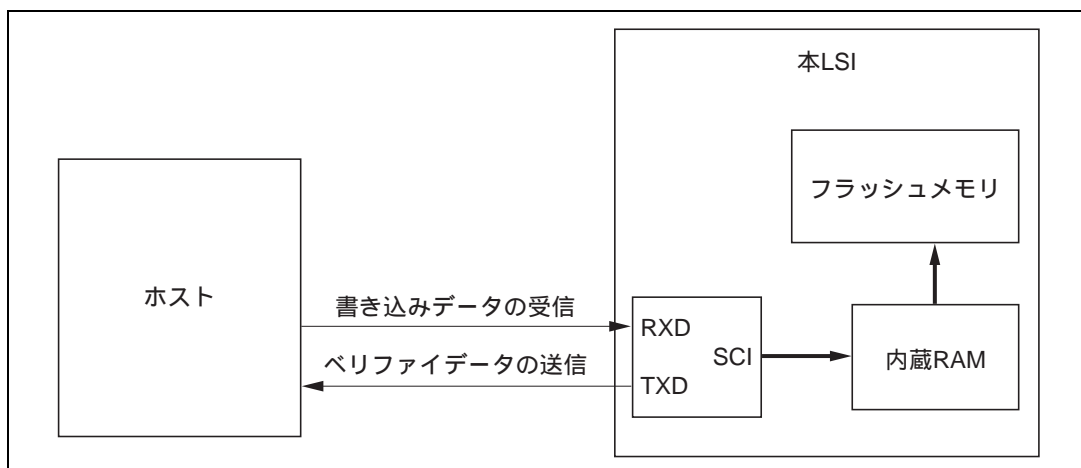 本LSI
フラッシュメモリ
ホスト
書き込みデータの受信
RXD
SCI
内蔵RAM
ベリファイデータの送信
TXD